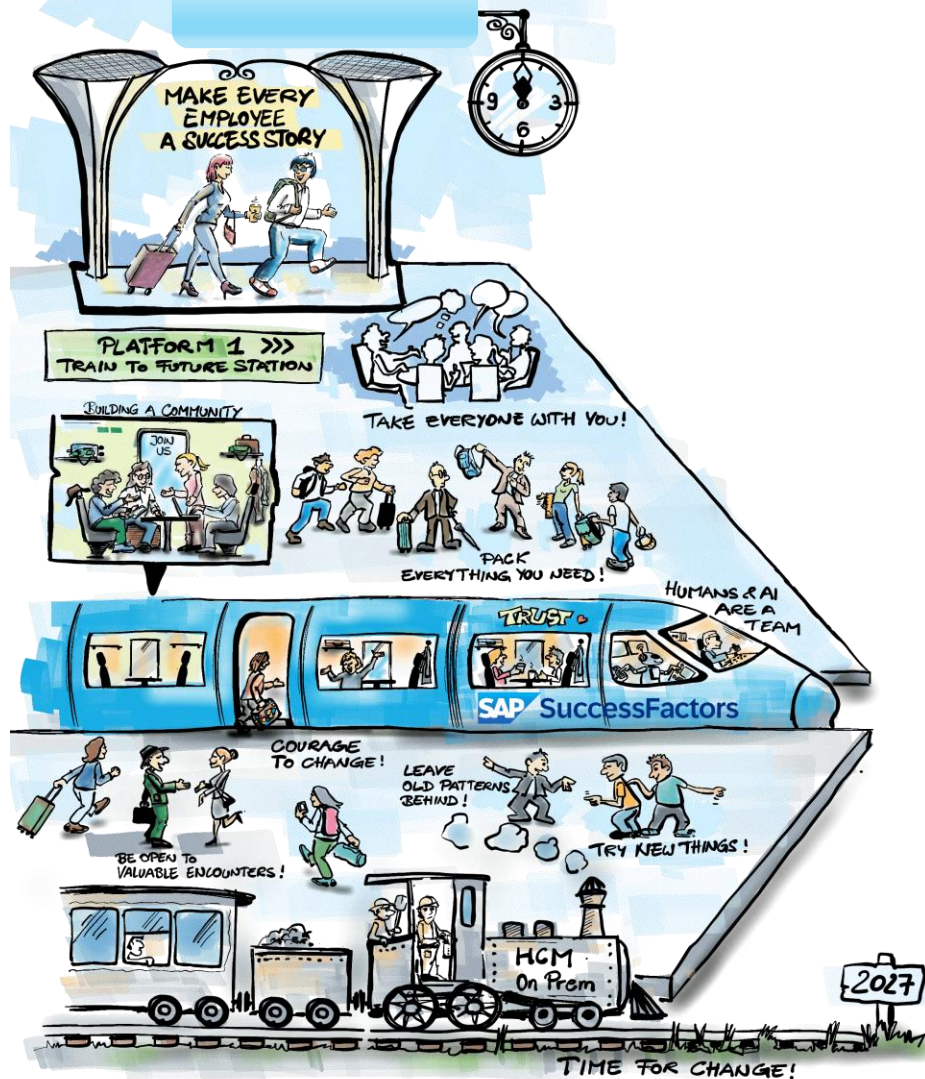 MAKE EVERY
EMPLOYEE
A SUCCESS STORY
9
3
6
PLATFORM 1 >>>
TRAIN TO FUTURE STATION
TAKE EVERYONE WITH YOU!
BUILDING A COMMUNITY
JOIN
US
PACK
EVERYTHING YOU NEED!
HUMANS & AI
ARE A
TEAM
TRUST
SAP SuccessFactors
COURAGE
TO CHANGE!
LEAVE
OLD PATTERNS
BEHIND!
TRY NEW THINGS!
BE OPEN TO
VALUABLE ENCOUNTERS!
HCM
On Prem
2027
TIME FOR CHANGE!